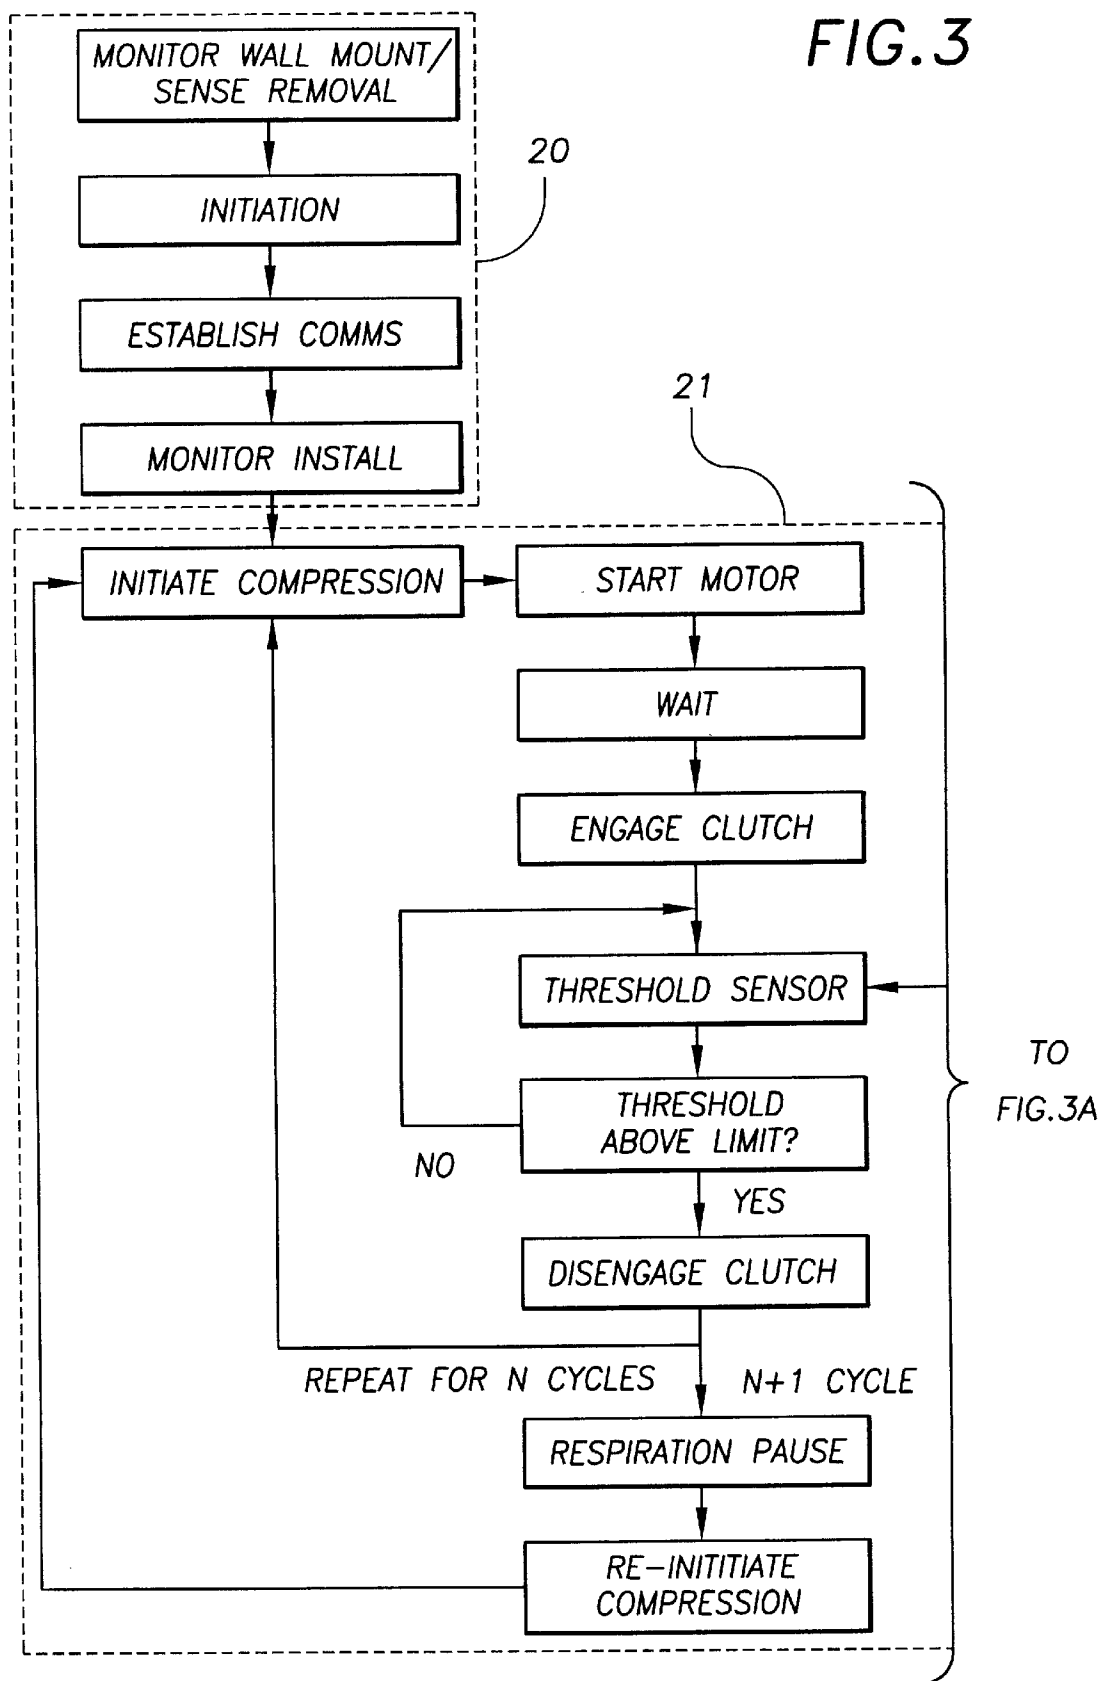 FIG.3
MONITOR WALL MOUNT/
SENSE REMOVAL
20
INITIATION
ESTABLISH COMMS
21
MONITOR INSTALL
INITIATE COMPRESSION
START MOTOR
WAIT
ENGAGE CLUTCH
THRESHOLD SENSOR
TO
FIG.3A
THRESHOLD
ABOVE LIMIT?
NO
YES
DISENGAGE CLUTCH
REPEAT FOR N CYCLES
N+1 CYCLE
RESPIRATION PAUSE
RE-INITITIATE
COMPRESSION